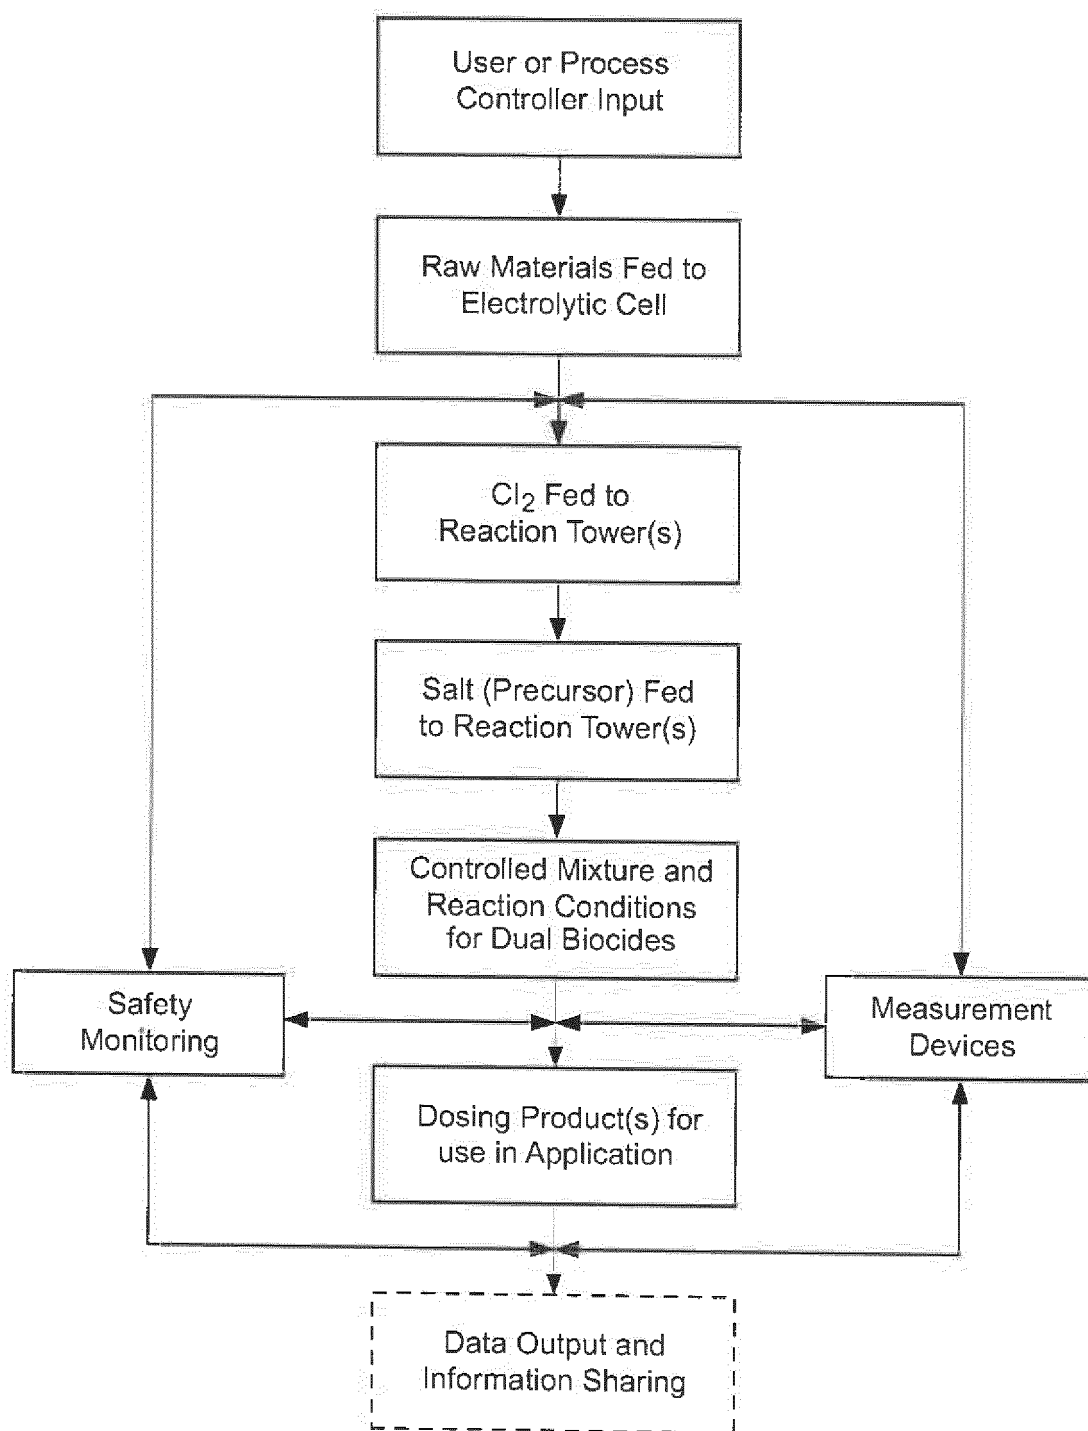 User or Process
Controller Input
Raw Materials Fed to
Electrolytic Cell
Cl₂ Fed to
Reaction Tower(s)
Salt (Precursor) Fed
to Reaction Tower(s)
Controlled Mixture and
Reaction Conditions
for Dual Biocides
Safety
Monitoring
Measurement
Devices
Dosing Product(s) for
use in Application
Data Output and
Information Sharing